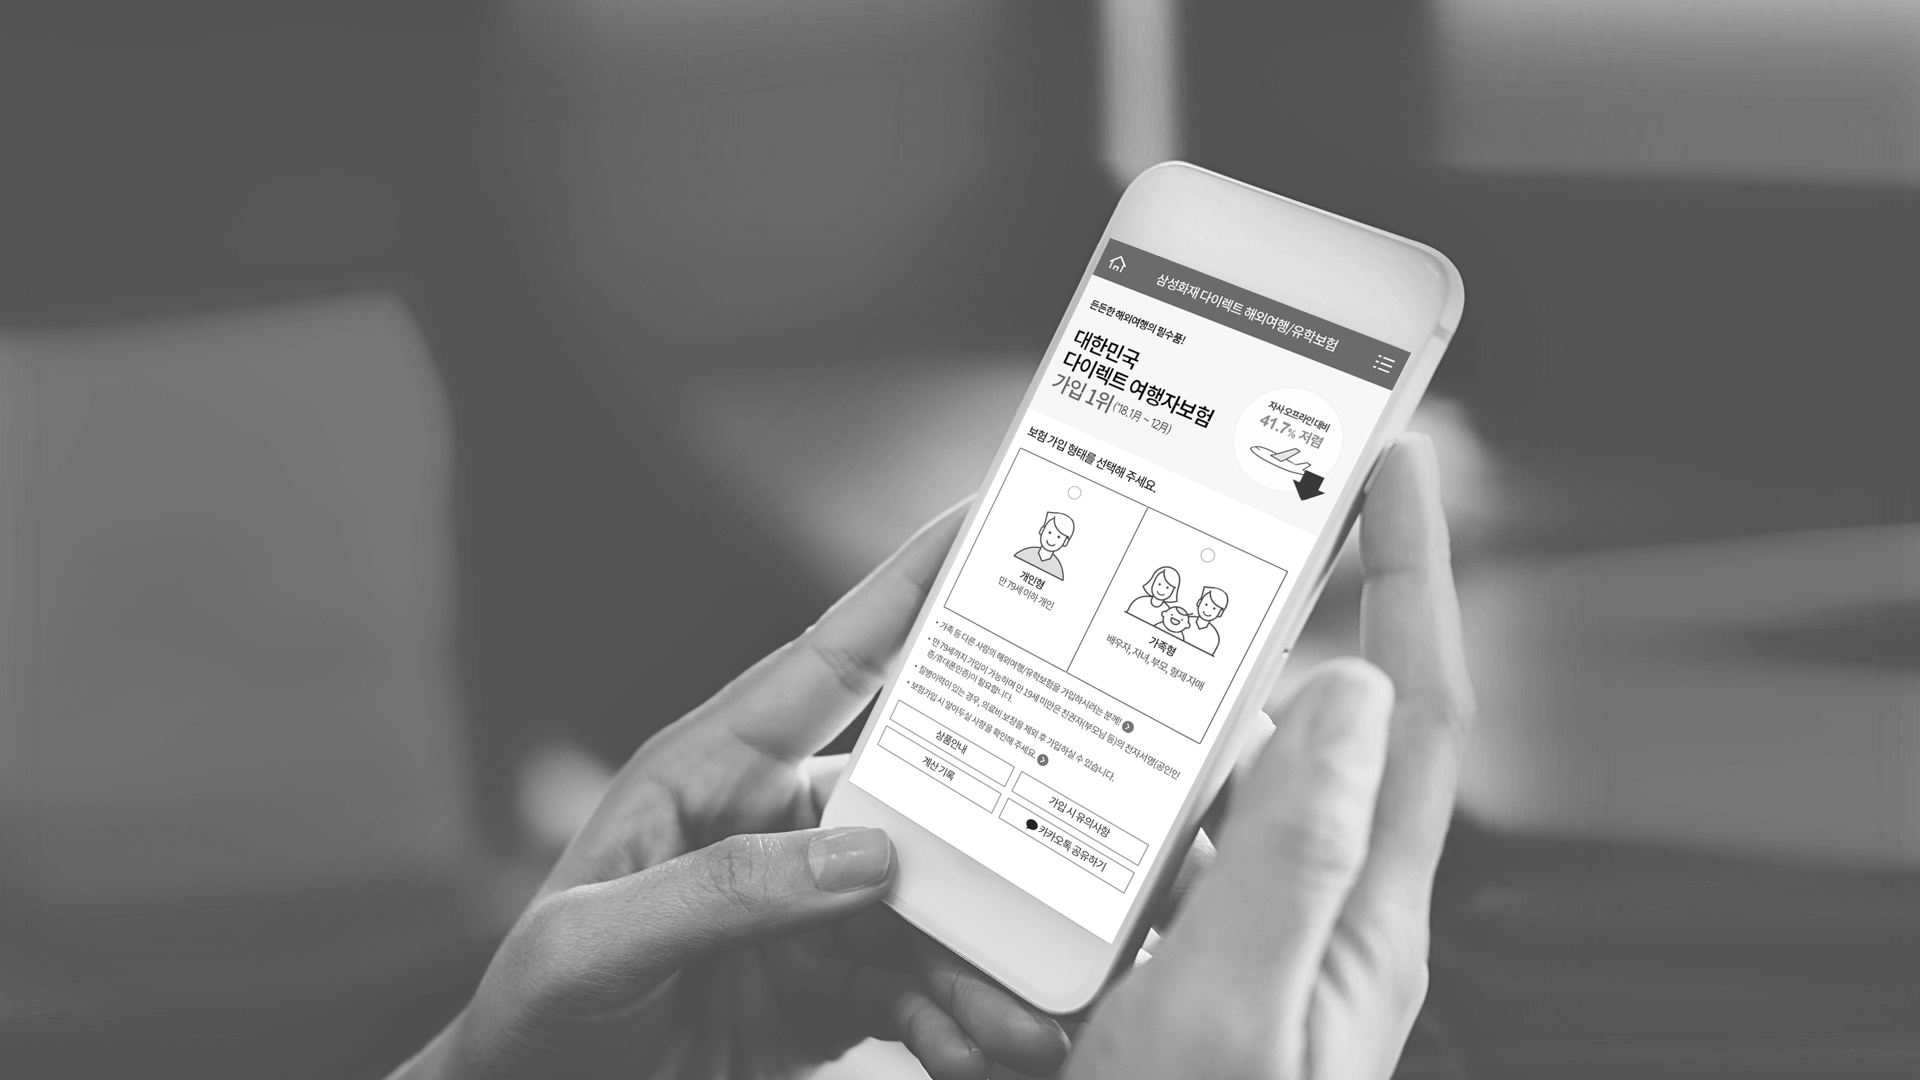 삼성화재 다이렉트 해외여행/유학보험
든든한 해외여행의 필수품!
대한민국
다이렉트 여행자보험
가입 1위 ('18.1月 ~ 12月)
자사 오프라인 대비
41.7% 저렴
보험 가입 형태를 선택해 주세요.
개인형
만 79세 이하 개인
가족형
배우자, 자녀, 부모, 형제 자매
• 가족 등 다른 사람의 해외여행/유학보험을 가입하시려는 분께!
• 만 79세까지 가입이 가능하며 만 19세 미만은 친권자(부모님 등)의 전자서명(공인인
증/휴대폰인증)이 필요합니다.
• 질병이력이 있는 경우, 의료비 보장을 제외 후 가입하실 수 있습니다.
• 보험가입 시 알아두실 사항을 확인해 주세요.
상품안내
가입 시 유의사항
계산 기록
카카오톡 공유하기